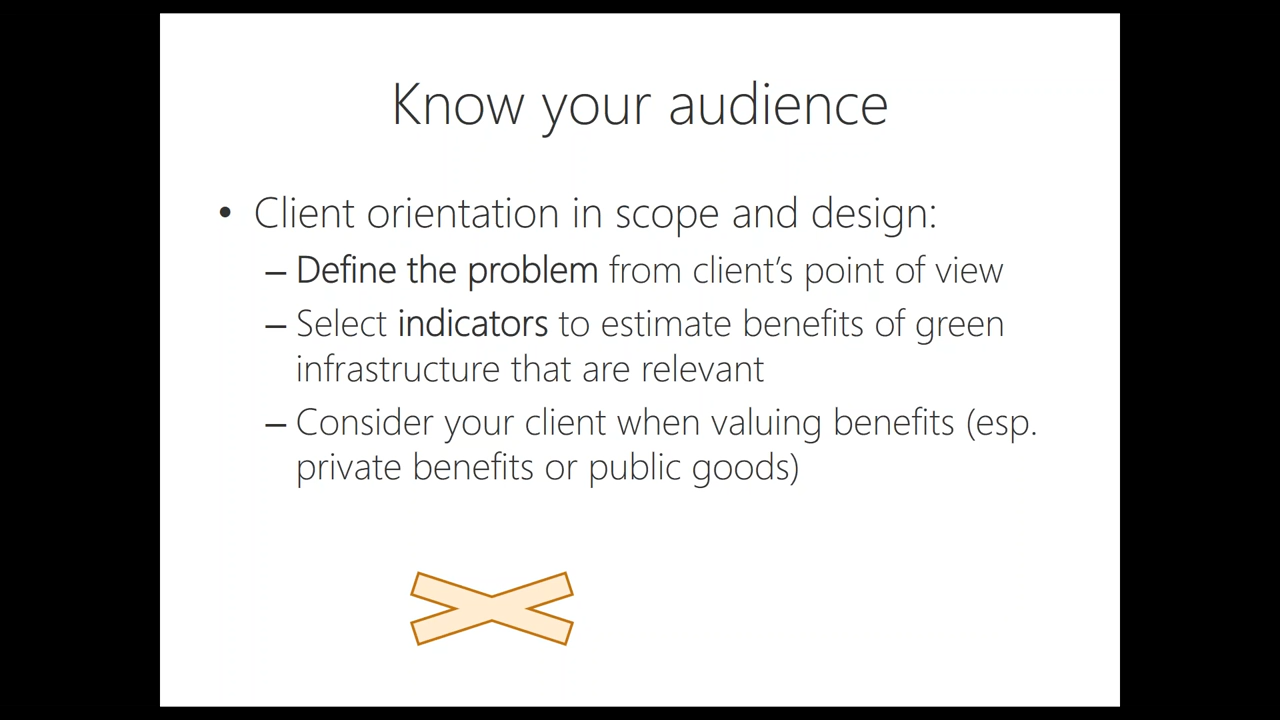 Know your audience
• Client orientation in scope and design:
– Define the problem from client's point of view
– Select indicators to estimate benefits of green
infrastructure that are relevant
– Consider your client when valuing benefits (esp.
private benefits or public goods)